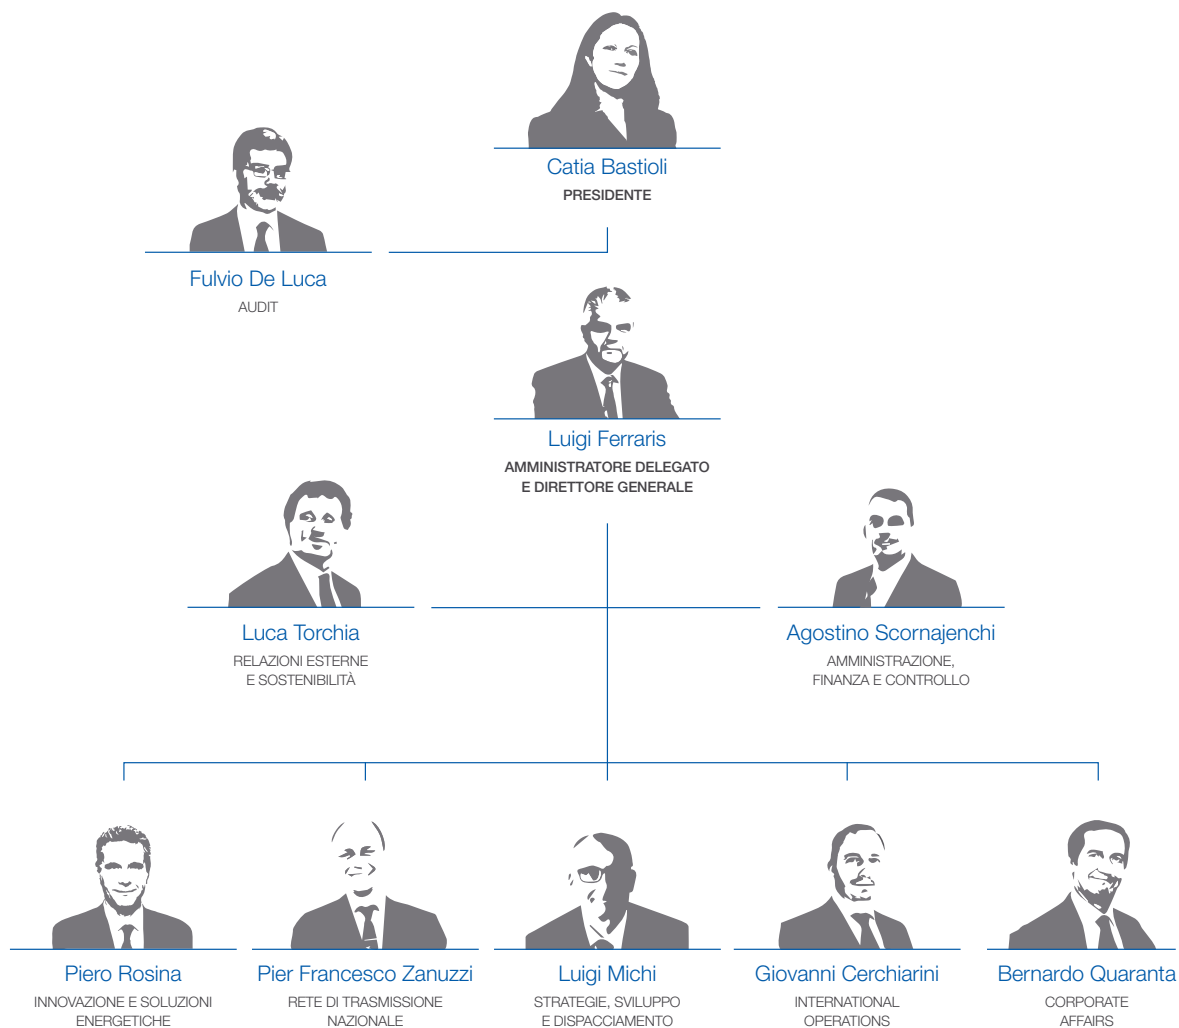 Catia Bastioli
PRESIDENTE
Fulvio De Luca
AUDIT
Luigi Ferraris
AMMINISTRATORE DELEGATO
E DIRETTORE GENERALE
Luca Torchia
RELAZIONI ESTERNE
E SOSTENIBILITÀ
Agostino Scornajenchi
AMMINISTRAZIONE,
FINANZA E CONTROLLO
Piero Rosina
INNOVAZIONE E SOLUZIONI
ENERGETICHE
Pier Francesco Zanuzzi
RETE DI TRASMISSIONE
NAZIONALE
Luigi Michi
STRATEGIE, SVILUPPO
E DISPACCIAMENTO
Giovanni Cerchiarini
INTERNATIONAL
OPERATIONS
Bernardo Quaranta
CORPORATE
AFFAIRS